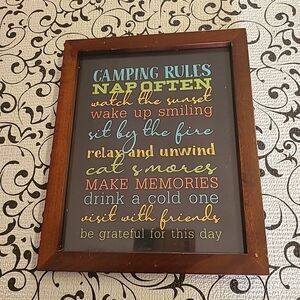 CAMPING RULES
NAP OFTEN
watch the sunset
wake up smiling
sit by the fire
relax and unwind
eat s'mores
MAKE MEMORIES
drink a cold one
visit with friends
be grateful for this day